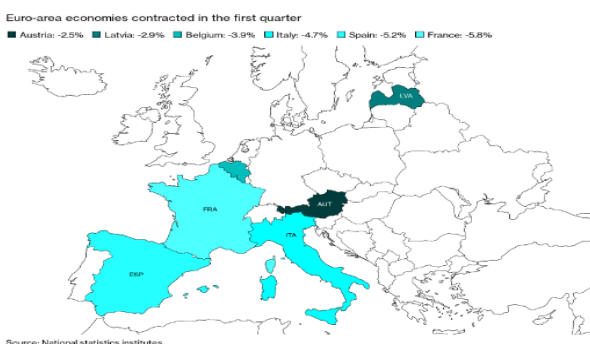 Euro-area economies contracted in the first quarter
Austria: -2.5% Latvia: -2.9% Belgium: -3.9% Italy: -4.7% Spain: -5.2% France: -5.8%
LVA
FRA
AUT
ITA
ESP
Source: National statistics institutes